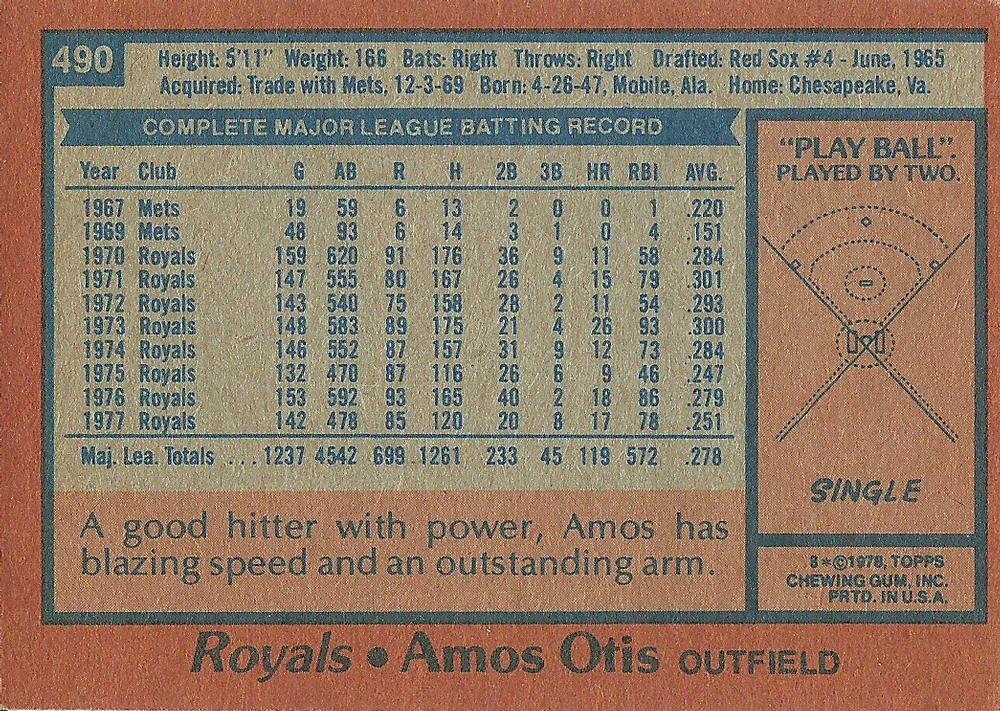 490
Height: 5'11" Weight: 166 Bats: Right Throws: Right Drafted: Red Sox #4 - June, 1965
Acquired: Trade with Mets, 12-3-69 Born: 4-26-47, Mobile, Ala. Home: Chesapeake, Va.
COMPLETE MAJOR LEAGUE BATTING RECORD
Year Club G AB R H 2B 3B HR RBI AVG.
1967 Mets 19 59 6 13 2 0 0 1 .220
1969 Mets 48 93 6 14 3 1 0 4 .151
1970 Royals 159 620 91 176 36 9 11 58 .284
1971 Royals 147 555 80 167 26 4 15 79 .301
1972 Royals 143 540 75 158 28 2 11 54 .293
1973 Royals 148 583 89 175 21 4 26 93 .300
1974 Royals 146 552 87 157 31 9 12 73 .284
1975 Royals 132 470 87 116 26 6 9 46 .247
1976 Royals 153 592 93 165 40 2 18 86 .279
1977 Royals 142 478 85 120 20 8 17 78 .251
Maj. Lea. Totals ... 1237 4542 699 1261 233 45 119 572 .278
A good hitter with power, Amos has
blazing speed and an outstanding arm.
"PLAY BALL".
PLAYED BY TWO.
SINGLE
8*©1978, TOPPS
CHEWING GUM, INC.
PRTD. IN U.S.A.
Royals • Amos Otis OUTFIELD